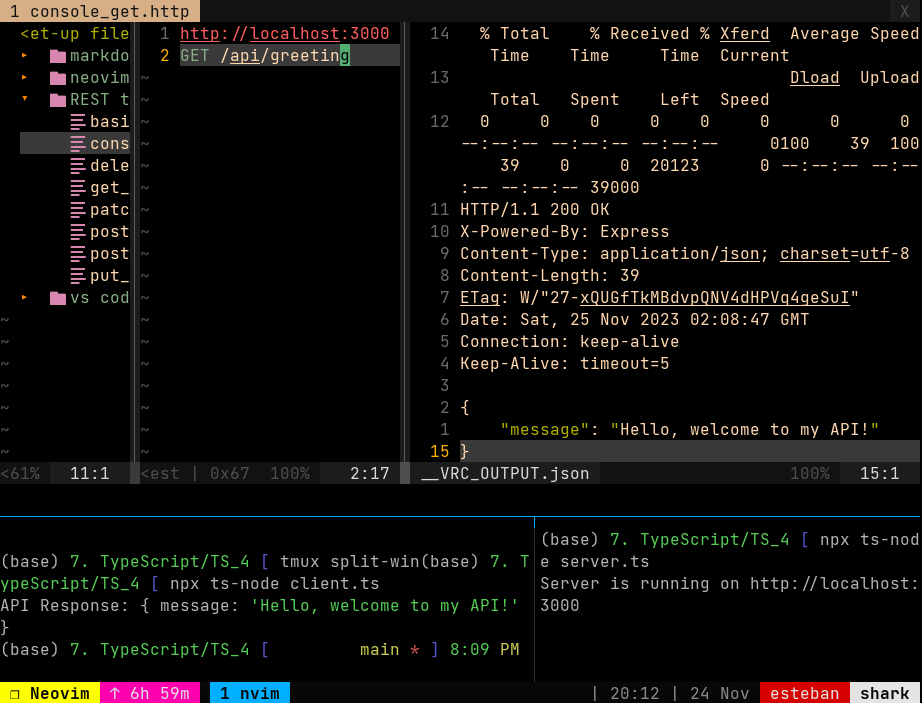 1 console_get.http
X
<et-up file
markdo
neovim
REST t
basi
cons
dele
get_
patc
post
post
put_
vs cod
<61% 11:1
1 http://localhost:3000
2 GET /api/greeting
<est | 0x67 100% 2:17
14 % Total % Received % Xferd Average Speed
Time Time Time Current
13 Dload Upload
Total Spent Left Speed
12 0 0 0 0 0 0 0 0
--:--:-- --:--:-- --:--:-- 0100 39 100
39 0 0 20123 0 --:--:-- --:--
:-- --:--:-- 39000
11 HTTP/1.1 200 OK
10 X-Powered-By: Express
9 Content-Type: application/json; charset=utf-8
8 Content-Length: 39
7 ETag: W/"27-xQUGfTkMBdvpQNV4dHPVq4qeSuI"
6 Date: Sat, 25 Nov 2023 02:08:47 GMT
5 Connection: keep-alive
4 Keep-Alive: timeout=5
3
2 {
1 "message": "Hello, welcome to my API!"
15 }
__VRC_OUTPUT.json 100% 15:1
(base) 7. TypeScript/TS_4 [ tmux split-win(base) 7. T
ypeScript/TS_4 [ npx ts-node client.ts
API Response: { message: 'Hello, welcome to my API!'
}
(base) 7. TypeScript/TS_4 [ main * ] 8:09 PM
(base) 7. TypeScript/TS_4 [ npx ts-nod
e server.ts
Server is running on http://localhost:
3000
❐ Neovim ↑ 6h 59m 1 nvim | 20:12 | 24 Nov esteban shark